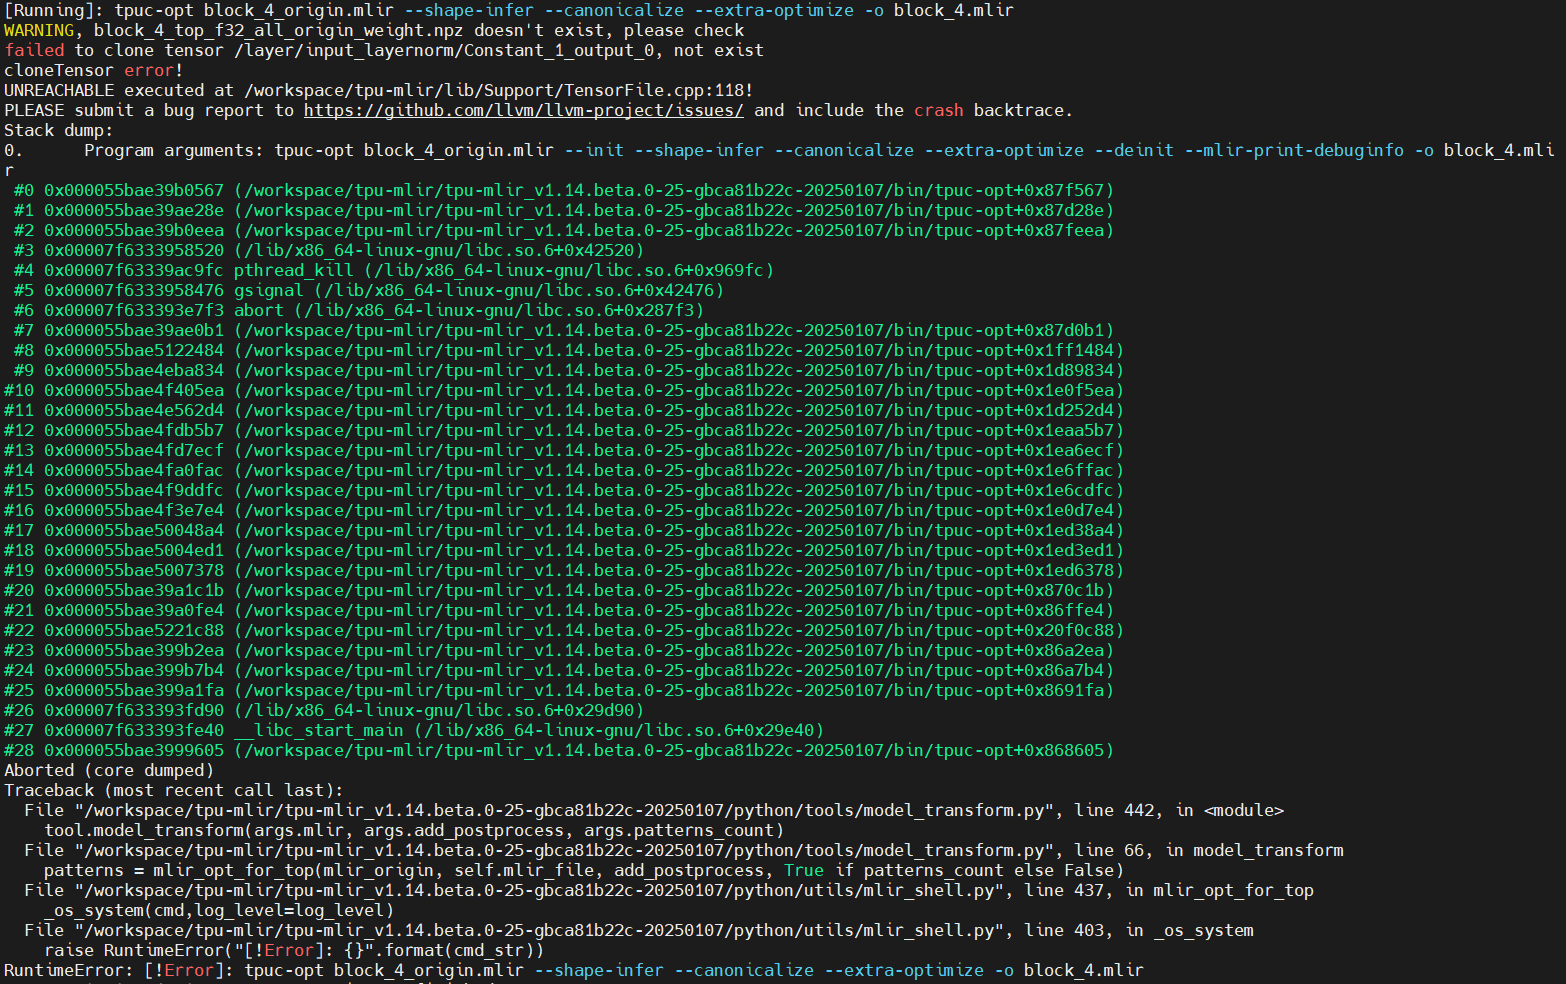 [Running]: tpuc-opt block_4_origin.mlir --shape-infer --canonicalize --extra-optimize -o block_4.mlir
WARNING, block_4_top_f32_all_origin_weight.npz doesn't exist, please check
failed to clone tensor /layer/input_layernorm/Constant_1_output_0, not exist
cloneTensor error!
UNREACHABLE executed at /workspace/tpu-mlir/lib/Support/TensorFile.cpp:118!
PLEASE submit a bug report to https://github.com/llvm/llvm-project/issues/ and include the crash backtrace.
Stack dump:
0.      Program arguments: tpuc-opt block_4_origin.mlir --init --shape-infer --canonicalize --extra-optimize --deinit --mlir-print-debuginfo -o block_4.mli
r
 #0 0x000055bae39b0567 (/workspace/tpu-mlir/tpu-mlir_v1.14.beta.0-25-gbca81b22c-20250107/bin/tpuc-opt+0x87f567)
 #1 0x000055bae39ae28e (/workspace/tpu-mlir/tpu-mlir_v1.14.beta.0-25-gbca81b22c-20250107/bin/tpuc-opt+0x87d28e)
 #2 0x000055bae39b0eea (/workspace/tpu-mlir/tpu-mlir_v1.14.beta.0-25-gbca81b22c-20250107/bin/tpuc-opt+0x87feea)
 #3 0x00007f6333958520 (/lib/x86_64-linux-gnu/libc.so.6+0x42520)
 #4 0x00007f63339ac9fc pthread_kill (/lib/x86_64-linux-gnu/libc.so.6+0x969fc)
 #5 0x00007f6333958476 gsignal (/lib/x86_64-linux-gnu/libc.so.6+0x42476)
 #6 0x00007f633393e7f3 abort (/lib/x86_64-linux-gnu/libc.so.6+0x287f3)
 #7 0x000055bae39ae0b1 (/workspace/tpu-mlir/tpu-mlir_v1.14.beta.0-25-gbca81b22c-20250107/bin/tpuc-opt+0x87d0b1)
 #8 0x000055bae5122484 (/workspace/tpu-mlir/tpu-mlir_v1.14.beta.0-25-gbca81b22c-20250107/bin/tpuc-opt+0x1ff1484)
 #9 0x000055bae4eba834 (/workspace/tpu-mlir/tpu-mlir_v1.14.beta.0-25-gbca81b22c-20250107/bin/tpuc-opt+0x1d89834)
#10 0x000055bae4f405ea (/workspace/tpu-mlir/tpu-mlir_v1.14.beta.0-25-gbca81b22c-20250107/bin/tpuc-opt+0x1e0f5ea)
#11 0x000055bae4e562d4 (/workspace/tpu-mlir/tpu-mlir_v1.14.beta.0-25-gbca81b22c-20250107/bin/tpuc-opt+0x1d252d4)
#12 0x000055bae4fdb5b7 (/workspace/tpu-mlir/tpu-mlir_v1.14.beta.0-25-gbca81b22c-20250107/bin/tpuc-opt+0x1eaa5b7)
#13 0x000055bae4fd7ecf (/workspace/tpu-mlir/tpu-mlir_v1.14.beta.0-25-gbca81b22c-20250107/bin/tpuc-opt+0x1ea6ecf)
#14 0x000055bae4fa0fac (/workspace/tpu-mlir/tpu-mlir_v1.14.beta.0-25-gbca81b22c-20250107/bin/tpuc-opt+0x1e6ffac)
#15 0x000055bae4f9ddfc (/workspace/tpu-mlir/tpu-mlir_v1.14.beta.0-25-gbca81b22c-20250107/bin/tpuc-opt+0x1e6cdfc)
#16 0x000055bae4f3e7e4 (/workspace/tpu-mlir/tpu-mlir_v1.14.beta.0-25-gbca81b22c-20250107/bin/tpuc-opt+0x1e0d7e4)
#17 0x000055bae50048a4 (/workspace/tpu-mlir/tpu-mlir_v1.14.beta.0-25-gbca81b22c-20250107/bin/tpuc-opt+0x1ed38a4)
#18 0x000055bae5004ed1 (/workspace/tpu-mlir/tpu-mlir_v1.14.beta.0-25-gbca81b22c-20250107/bin/tpuc-opt+0x1ed3ed1)
#19 0x000055bae5007378 (/workspace/tpu-mlir/tpu-mlir_v1.14.beta.0-25-gbca81b22c-20250107/bin/tpuc-opt+0x1ed6378)
#20 0x000055bae39a1c1b (/workspace/tpu-mlir/tpu-mlir_v1.14.beta.0-25-gbca81b22c-20250107/bin/tpuc-opt+0x870c1b)
#21 0x000055bae39a0fe4 (/workspace/tpu-mlir/tpu-mlir_v1.14.beta.0-25-gbca81b22c-20250107/bin/tpuc-opt+0x86ffe4)
#22 0x000055bae5221c88 (/workspace/tpu-mlir/tpu-mlir_v1.14.beta.0-25-gbca81b22c-20250107/bin/tpuc-opt+0x20f0c88)
#23 0x000055bae399b2ea (/workspace/tpu-mlir/tpu-mlir_v1.14.beta.0-25-gbca81b22c-20250107/bin/tpuc-opt+0x86a2ea)
#24 0x000055bae399b7b4 (/workspace/tpu-mlir/tpu-mlir_v1.14.beta.0-25-gbca81b22c-20250107/bin/tpuc-opt+0x86a7b4)
#25 0x000055bae399a1fa (/workspace/tpu-mlir/tpu-mlir_v1.14.beta.0-25-gbca81b22c-20250107/bin/tpuc-opt+0x8691fa)
#26 0x00007f633393fd90 (/lib/x86_64-linux-gnu/libc.so.6+0x29d90)
#27 0x00007f633393fe40 __libc_start_main (/lib/x86_64-linux-gnu/libc.so.6+0x29e40)
#28 0x000055bae3999605 (/workspace/tpu-mlir/tpu-mlir_v1.14.beta.0-25-gbca81b22c-20250107/bin/tpuc-opt+0x868605)
Aborted (core dumped)
Traceback (most recent call last):
  File "/workspace/tpu-mlir/tpu-mlir_v1.14.beta.0-25-gbca81b22c-20250107/python/tools/model_transform.py", line 442, in <module>
    tool.model_transform(args.mlir, args.add_postprocess, args.patterns_count)
  File "/workspace/tpu-mlir/tpu-mlir_v1.14.beta.0-25-gbca81b22c-20250107/python/tools/model_transform.py", line 66, in model_transform
    patterns = mlir_opt_for_top(mlir_origin, self.mlir_file, add_postprocess, True if patterns_count else False)
  File "/workspace/tpu-mlir/tpu-mlir_v1.14.beta.0-25-gbca81b22c-20250107/python/utils/mlir_shell.py", line 437, in mlir_opt_for_top
    _os_system(cmd,log_level=log_level)
  File "/workspace/tpu-mlir/tpu-mlir_v1.14.beta.0-25-gbca81b22c-20250107/python/utils/mlir_shell.py", line 403, in _os_system
    raise RuntimeError("[!Error]: {}".format(cmd_str))
RuntimeError: [!Error]: tpuc-opt block_4_origin.mlir --shape-infer --canonicalize --extra-optimize -o block_4.mlir